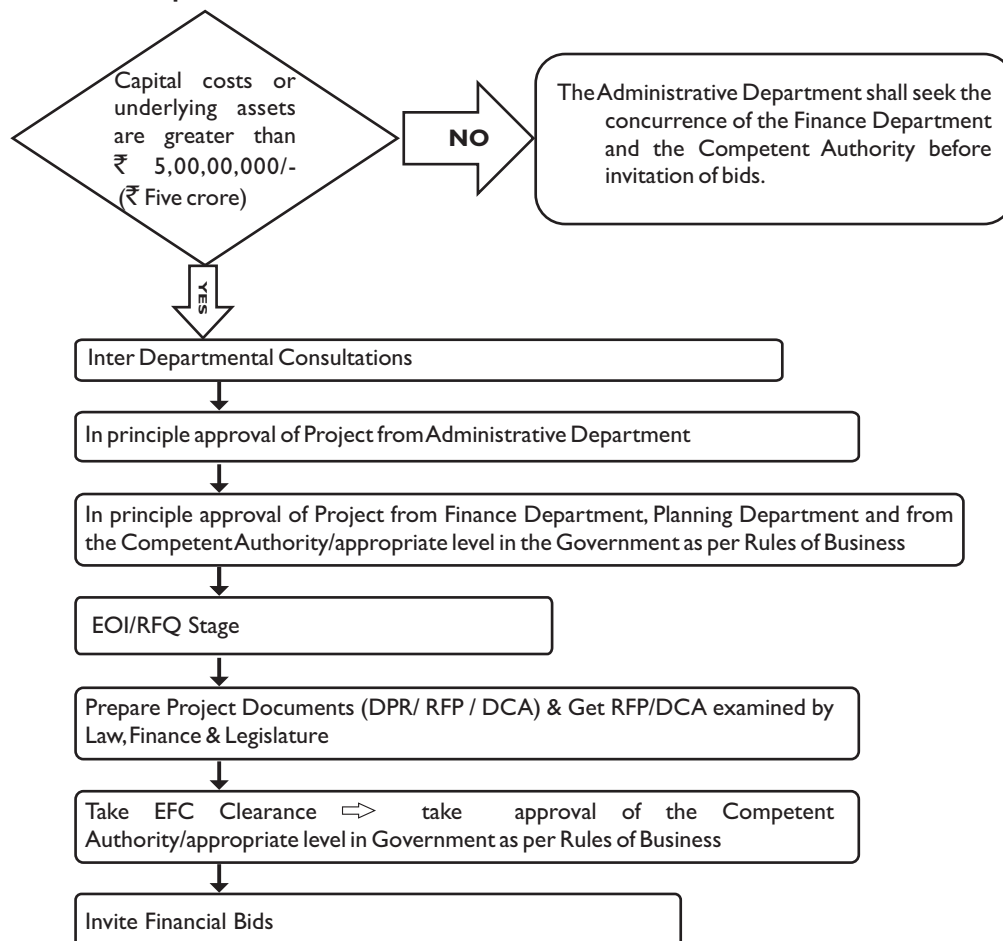 Capital costs or
underlying assets
are greater than
₹ 5,00,00,000/-
(₹ Five crore)
NO
The Administrative Department shall seek the
concurrence of the Finance Department
and the Competent Authority before
invitation of bids.
YES
Inter Departmental Consultations
In principle approval of Project from Administrative Department
In principle approval of Project from Finance Department, Planning Department and from
the Competent Authority/appropriate level in the Government as per Rules of Business
EOI/RFQ Stage
Prepare Project Documents (DPR/ RFP / DCA) & Get RFP/DCA examined by
Law, Finance & Legislature
Take EFC Clearance ⇨ take approval of the Competent
Authority/appropriate level in Government as per Rules of Business
Invite Financial Bids